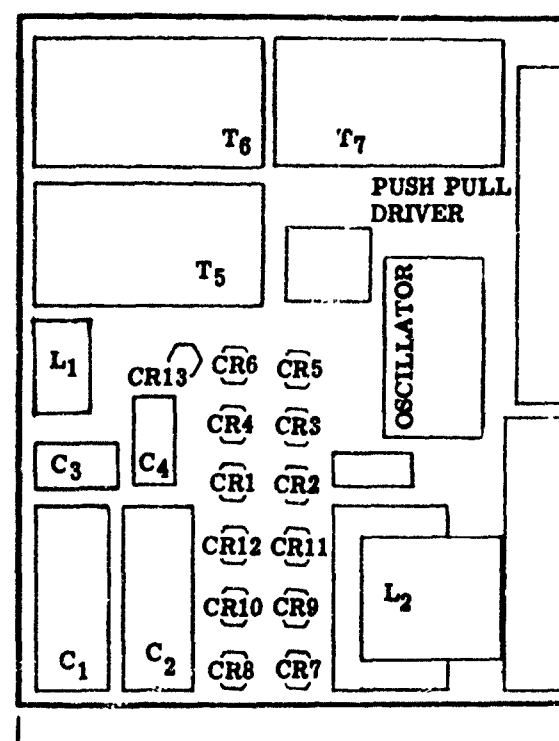 T6
T7
PUSH PULL
DRIVER
T5
OSCILLATOR
L1
CR13
CR6
CR5
CR4
CR3
C3
C4
CR1
CR2
CR12
CR11
CR10
CR9
L2
C1
C2
CR8
CR7